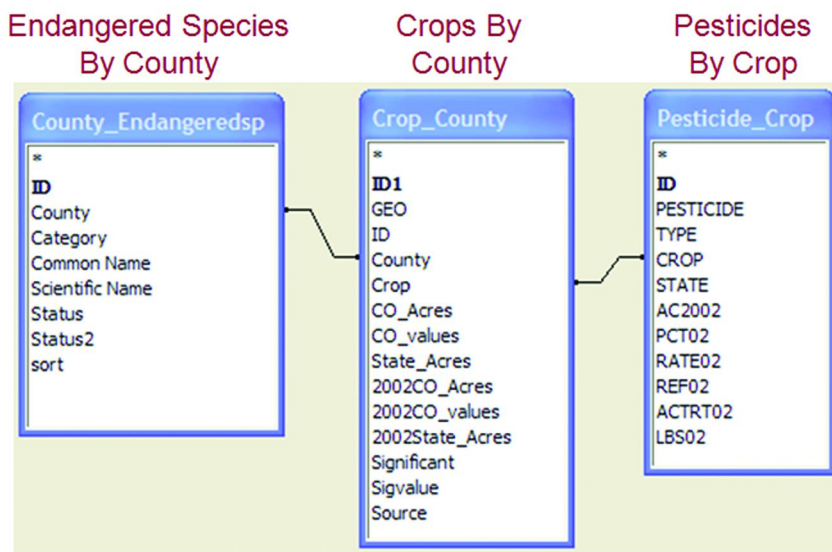 Endangered Species
By County
Crops By
County
Pesticides
By Crop
County_Endangeredsp
*
ID
County
Category
Common Name
Scientific Name
Status
Status2
sort
Crop_County
*
ID1
GEO
ID
County
Crop
CO_Acres
CO_values
State_Acres
2002CO_Acres
2002CO_values
2002State_Acres
Significant
Sigvalue
Source
Pesticide_Crop
*
ID
PESTICIDE
TYPE
CROP
STATE
AC2002
PCT02
RATE02
REF02
ACTRT02
LBS02